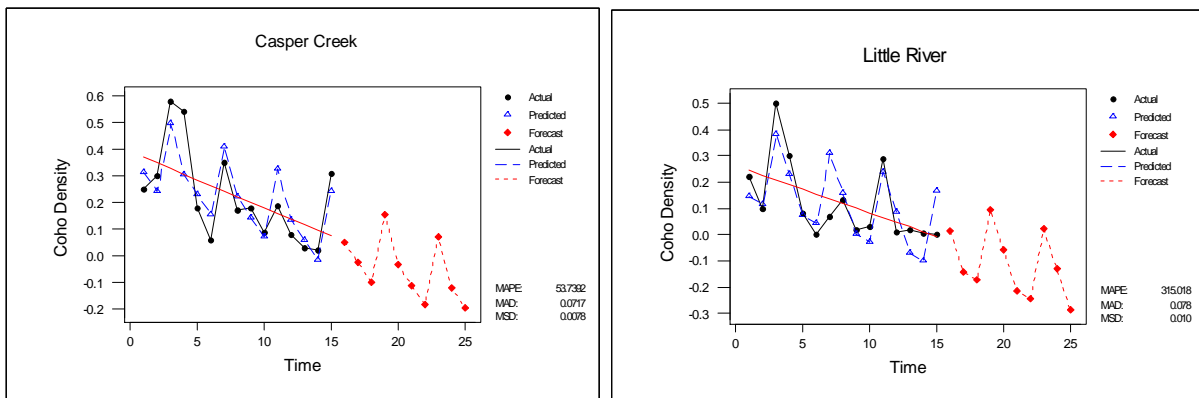 Casper Creek
Coho Density
0.6
0.5
0.4
0.3
0.2
0.1
0.0
-0.1
-0.2
0
5
10
15
20
25
Time
Actual
Predicted
Forecast
Actual
Predicted
Forecast
MAPE: 53.7392
MAD: 0.0717
MSD: 0.0078
Little River
Coho Density
0.5
0.4
0.3
0.2
0.1
0.0
-0.1
-0.2
-0.3
0
5
10
15
20
25
Time
Actual
Predicted
Forecast
Actual
Predicted
Forecast
MAPE: 315.018
MAD: 0.078
MSD: 0.010